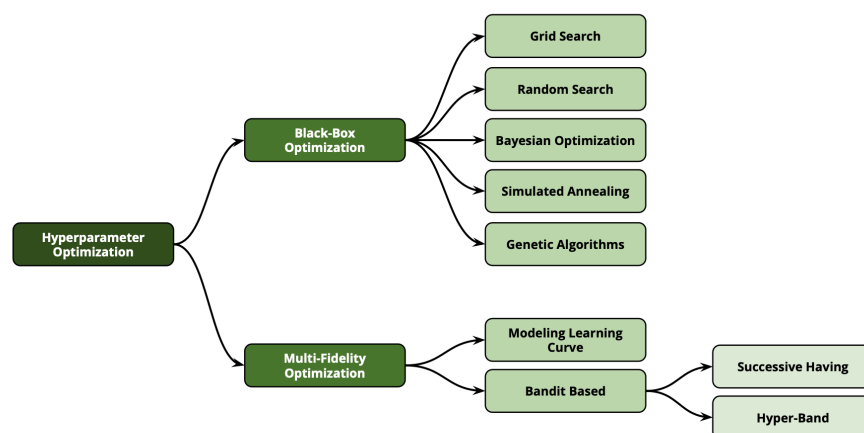 Grid Search
Random Search
Black-Box
Optimization
Bayesian Optimization
Simulated Annealing
Hyperparameter
Optimization
Genetic Algorithms
Modeling Learning
Curve
Multi-Fidelity
Optimization
Successive Having
Bandit Based
Hyper-Band